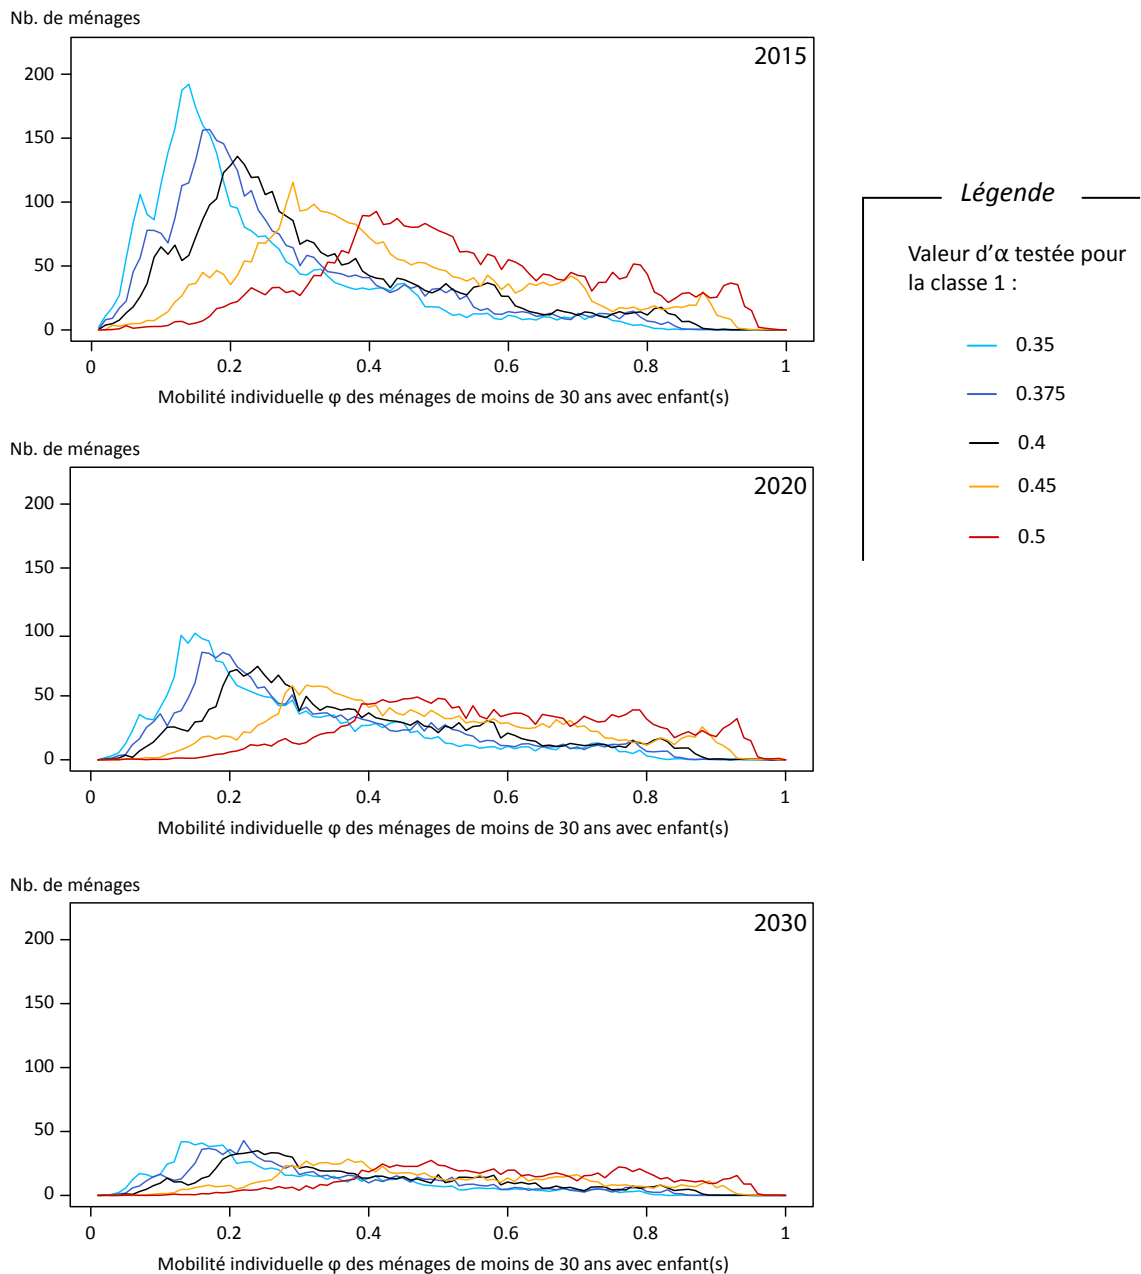 Nb. de ménages
2015
200
150
100
50
0
0 0.2 0.4 0.6 0.8 1
Mobilité individuelle φ des ménages de moins de 30 ans avec enfant(s)
Légende
Valeur d'α testée pour
la classe 1 :
0.35
0.375
0.4
0.45
0.5
Nb. de ménages
2020
200
150
100
50
0
0 0.2 0.4 0.6 0.8 1
Mobilité individuelle φ des ménages de moins de 30 ans avec enfant(s)
Nb. de ménages
2030
200
150
100
50
0
0 0.2 0.4 0.6 0.8 1
Mobilité individuelle φ des ménages de moins de 30 ans avec enfant(s)